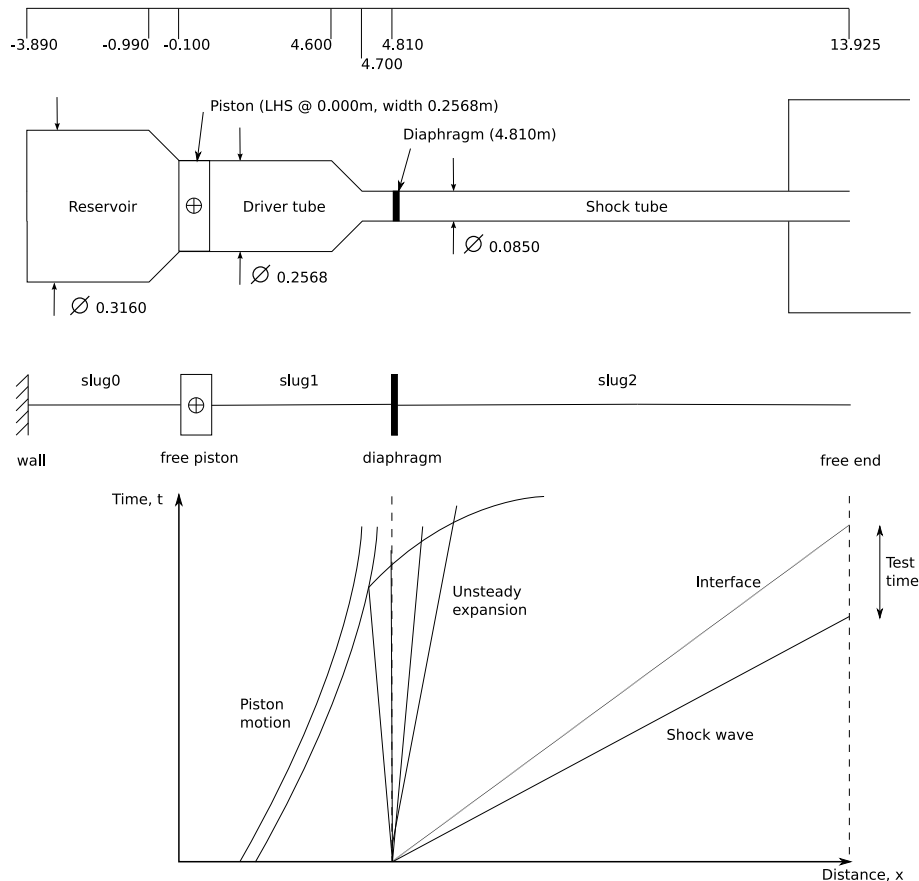 -3.890 -0.990 -0.100 4.600 4.810 13.925
4.700
Piston (LHS @ 0.000m, width 0.2568m)
Diaphragm (4.810m)
Reservoir Driver tube Shock tube
∅ 0.0850
∅ 0.2568
∅ 0.3160
slug0 slug1 slug2
wall free piston diaphragm free end
Time, t
Unsteady
expansion
Interface
Test
time
Piston
motion
Shock wave
Distance, x